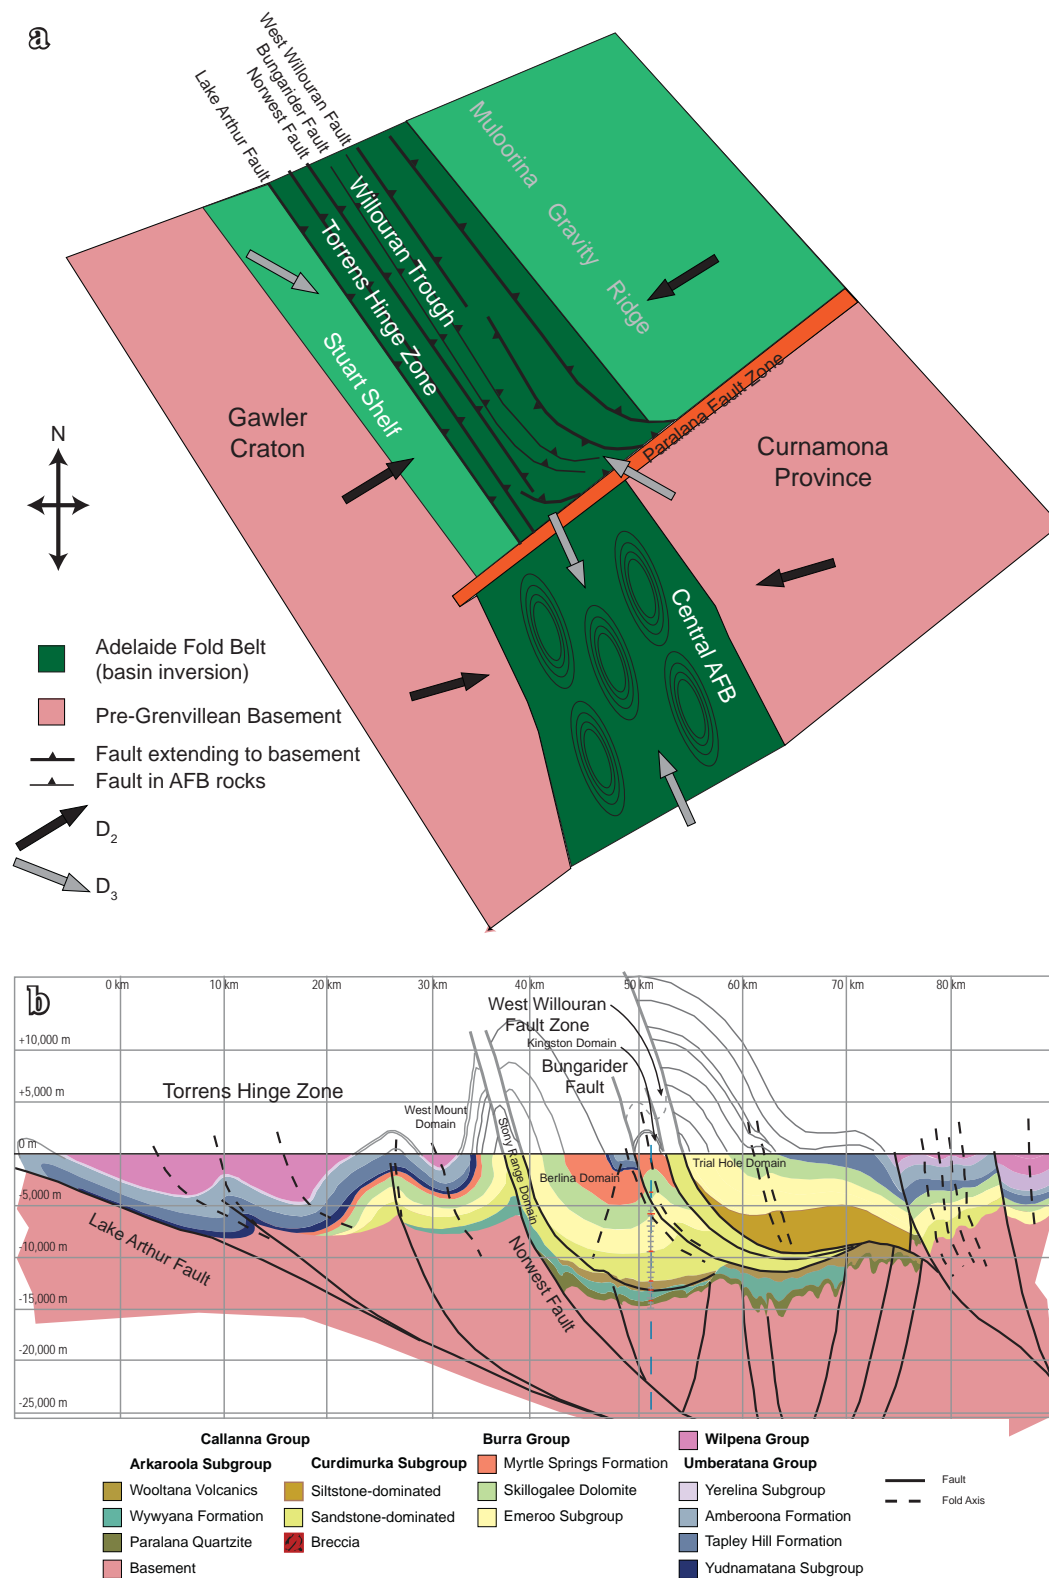 a
West Willouran Fault
Bungarider Fault
Norwest Fault
Lake Arthur Fault
Muloorina
Gravity
Ridge
Willouran Trough
Torrens Hinge Zone
Stuart Shelf
Gawler
Craton
Paralana Fault Zone
Curnamona
Province
Central AFB
N
Adelaide Fold Belt
(basin inversion)
Pre-Grenvillean Basement
Fault extending to basement
Fault in AFB rocks
D2
D3
b
0 km 10 km 20 km 30 km 40 km 50 km 60 km 70 km 80 km
+10,000 m
+5,000 m
0 m
-5,000 m
-10,000 m
-15,000 m
-20,000 m
-25,000 m
West Willouran
Fault Zone
Kingston Domain
Bungarider
Fault
Torrens Hinge Zone
West Mount
Domain
Stony Range Domain
Berlina Domain
Trial Hole Domain
Lake Arthur Fault
Norwest Fault
Callanna Group
Arkaroola Subgroup
Wooltana Volcanics
Wywyana Formation
Paralana Quartzite
Basement
Curdimurka Subgroup
Siltstone-dominated
Sandstone-dominated
Breccia
Burra Group
Myrtle Springs Formation
Skillogalee Dolomite
Emeroo Subgroup
Wilpena Group
Umberatana Group
Yerelina Subgroup
Amberoona Formation
Tapley Hill Formation
Yudnamatana Subgroup
Fault
Fold Axis